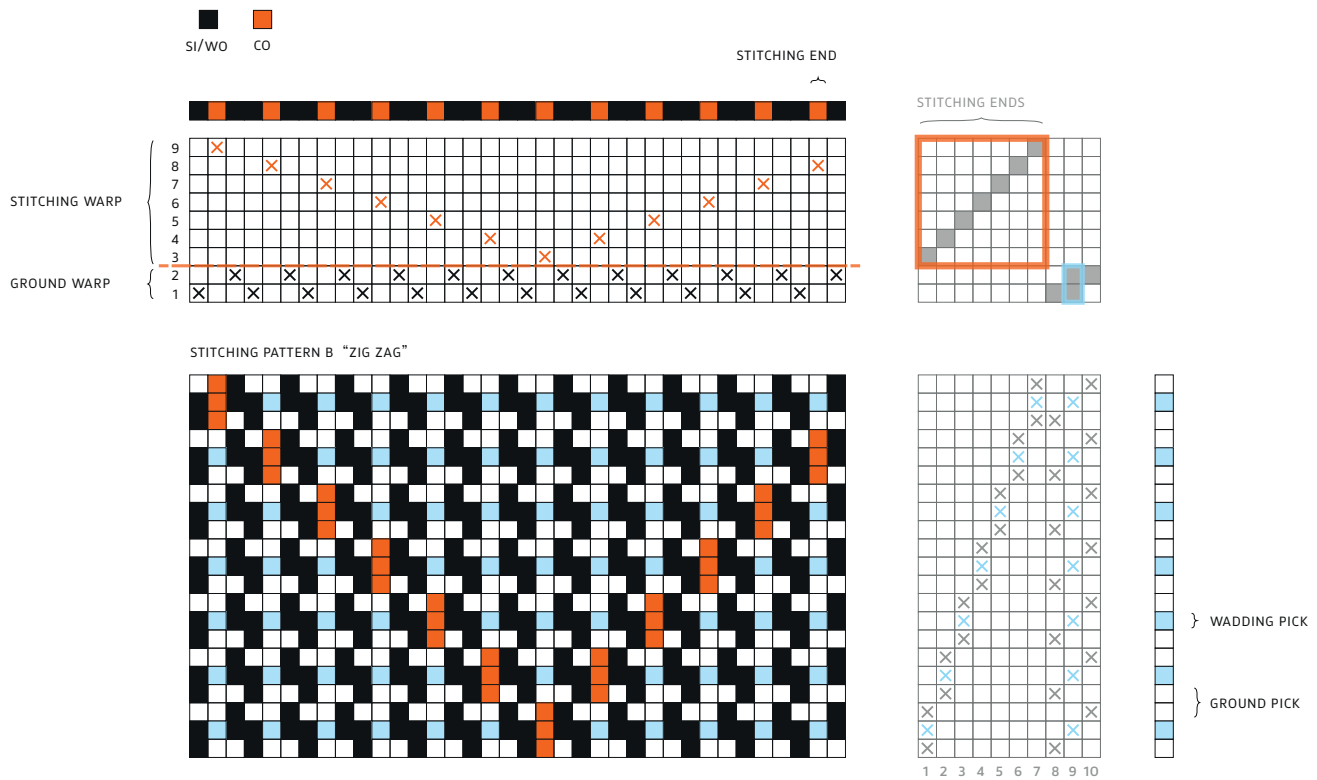 SI/WO CO
STITCHING END
STITCHING ENDS
9
8
7
6
5
4
3
2
1
STITCHING WARP
GROUND WARP
STITCHING PATTERN B “ZIG ZAG”
WADDING PICK
GROUND PICK
1 2 3 4 5 6 7 8 9 10